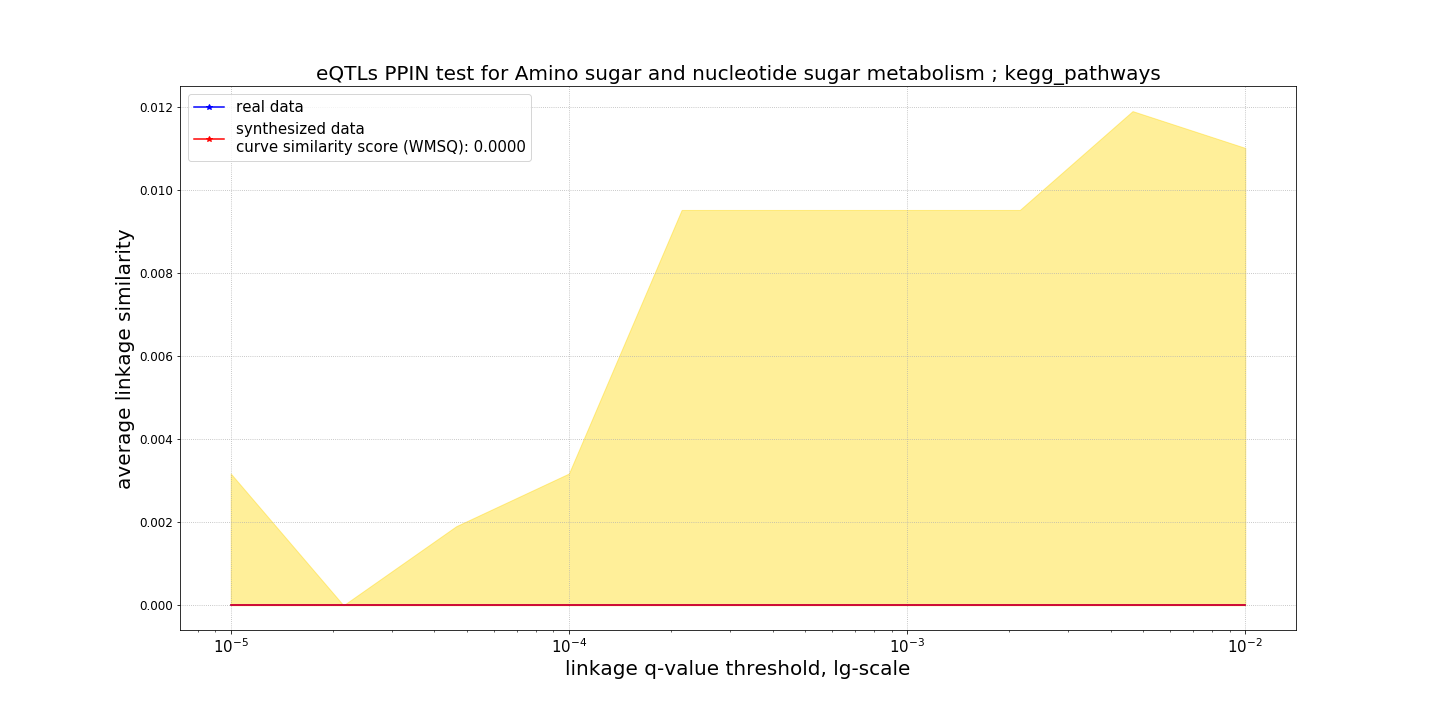 eQTLs PPIN test for Amino sugar and nucleotide sugar metabolism ; kegg_pathways
real data
synthesized data
curve similarity score (WMSQ): 0.0000
average linkage similarity
0.012
0.010
0.008
0.006
0.004
0.002
0.000
10⁻⁵ 10⁻⁴ 10⁻³ 10⁻²
linkage q-value threshold, lg-scale